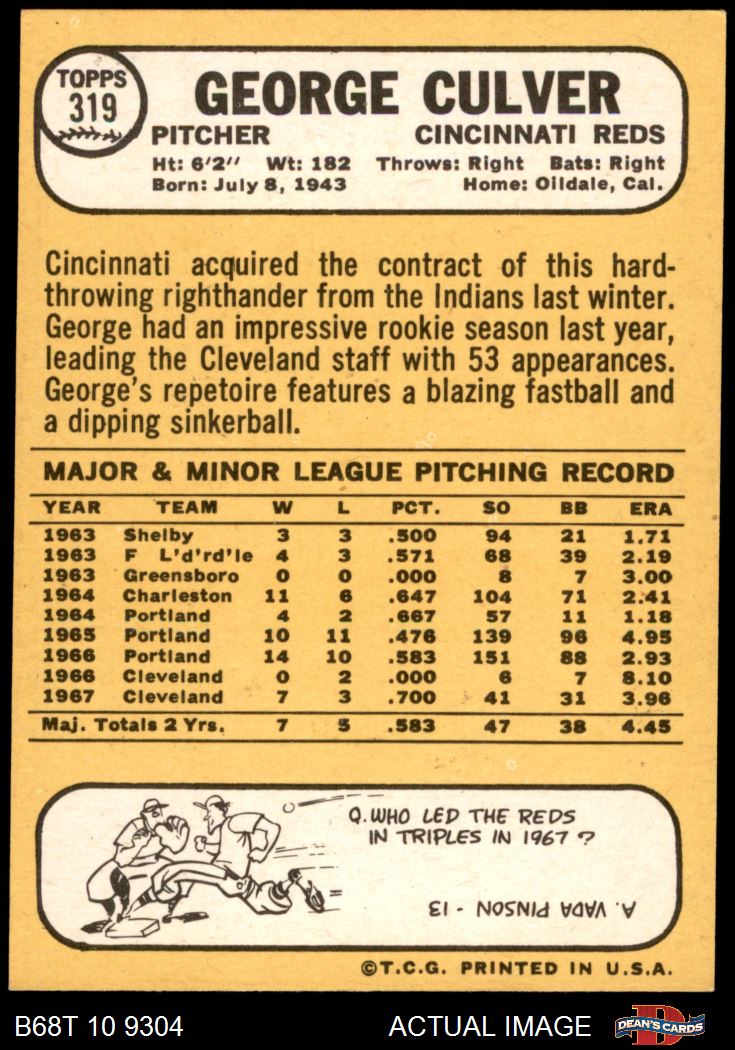 TOPPS
319
GEORGE CULVER
PITCHER CINCINNATI REDS
Ht: 6'2" Wt: 182 Throws: Right Bats: Right
Born: July 8, 1943 Home: Oildale, Cal.
Cincinnati acquired the contract of this hard-
throwing righthander from the Indians last winter.
George had an impressive rookie season last year,
leading the Cleveland staff with 53 appearances.
George's repetoire features a blazing fastball and
a dipping sinkerball.
MAJOR & MINOR LEAGUE PITCHING RECORD
YEAR TEAM W L PCT. SO BB ERA
1963 Shelby 3 3 .500 94 21 1.71
1963 F L'd'rd'le 4 3 .571 68 39 2.19
1963 Greensboro 0 0 .000 8 7 3.00
1964 Charleston 11 6 .647 104 71 2.41
1964 Portland 4 2 .667 57 11 1.18
1965 Portland 10 11 .476 139 96 4.95
1966 Portland 14 10 .583 151 88 2.93
1966 Cleveland 0 2 .000 6 7 8.10
1967 Cleveland 7 3 .700 41 31 3.96
Maj. Totals 2 Yrs. 7 5 .583 47 38 4.45
Q. WHO LED THE REDS
IN TRIPLES IN 1967?
A. VADA PINSON - 13
©T.C.G. PRINTED IN U.S.A.
B68T 10 9304 ACTUAL IMAGE D DEAN'S CARDS